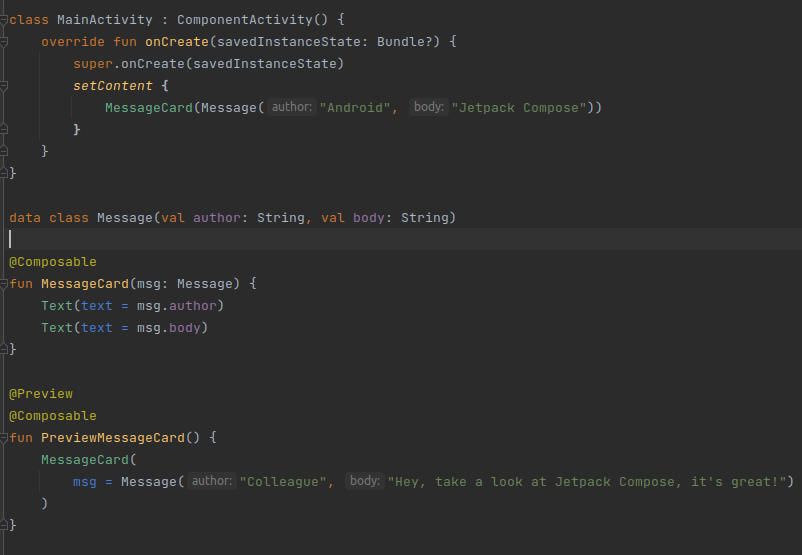 class MainActivity : ComponentActivity() {
    override fun onCreate(savedInstanceState: Bundle?) {
        super.onCreate(savedInstanceState)
        setContent {
            MessageCard(Message( author: "Android", body: "Jetpack Compose"))
        }
    }
}

data class Message(val author: String, val body: String)

@Composable
fun MessageCard(msg: Message) {
    Text(text = msg.author)
    Text(text = msg.body)
}

@Preview
@Composable
fun PreviewMessageCard() {
    MessageCard(
        msg = Message( author: "Colleague", body: "Hey, take a look at Jetpack Compose, it's great!")
    )
}